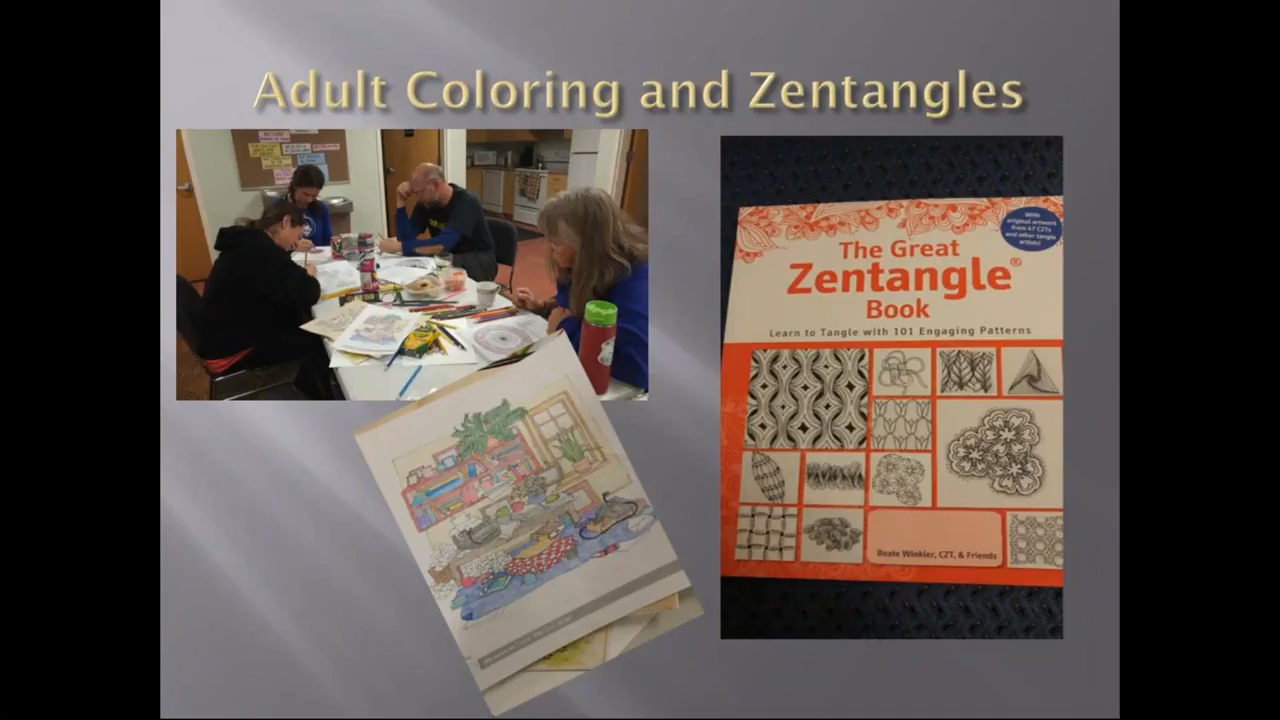 Adult Coloring and Zentangles
With
original artwork
from 47 CZTs
and other tangle
artists!
The Great
Zentangle®
Book
Learn to Tangle with 101 Engaging Patterns
Beate Winkler, CZT, & Friends